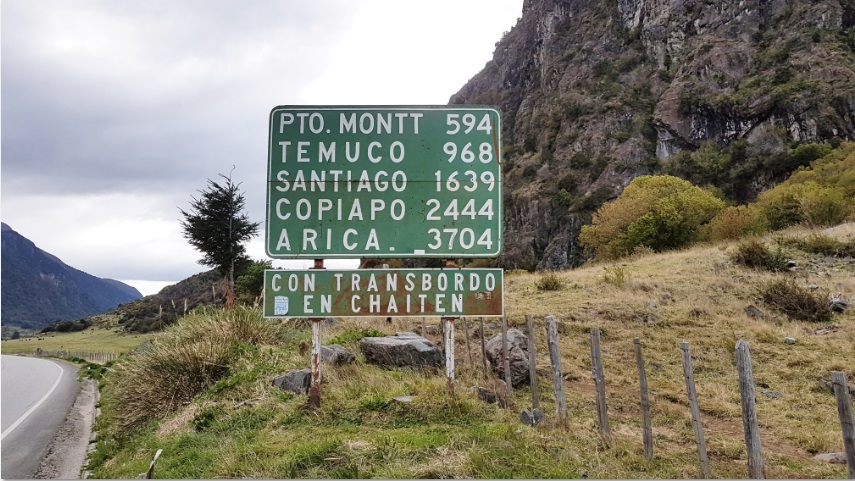 PTO. MONTT 594
TEMUCO 968
SANTIAGO 1639
COPIAPO 2444
ARICA. 3704
CON TRANSBORDO
EN CHAITEN